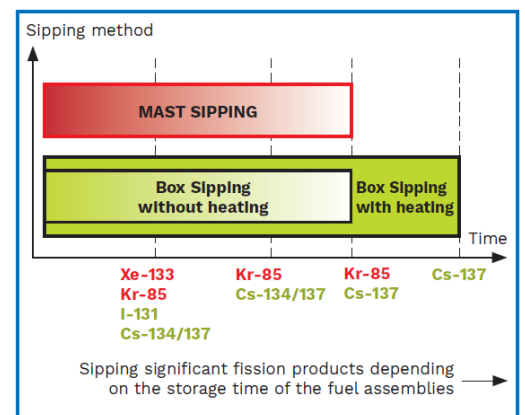 Sipping method
MAST SIPPING
Box Sipping
without heating
Box Sipping
with heating
Time
Xe-133
Kr-85
I-131
Cs-134/137
Kr-85
Cs-134/137
Kr-85
Cs-137
Cs-137
Sipping significant fission products depending
on the storage time of the fuel assemblies